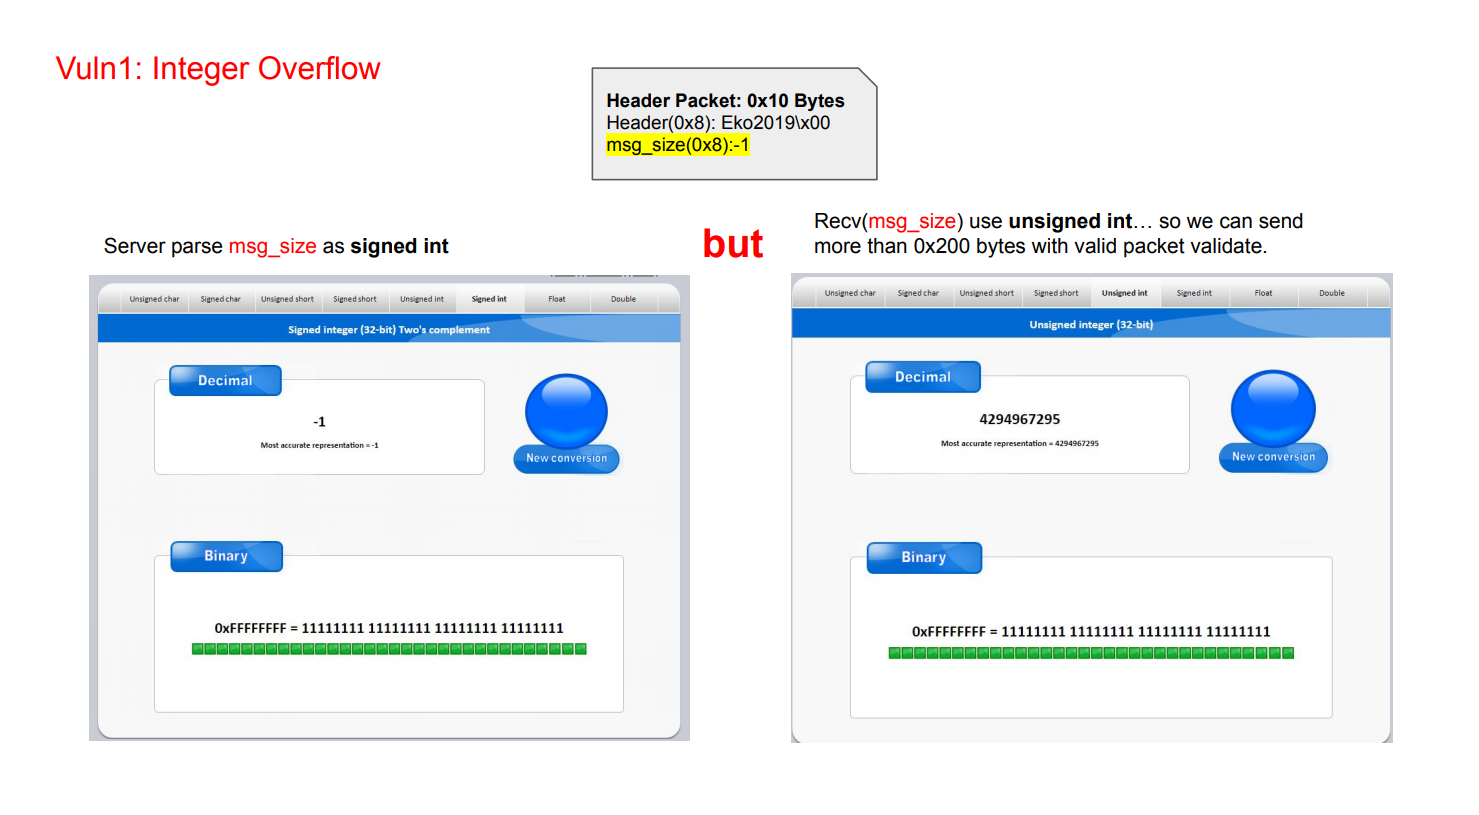 Vuln1: Integer Overflow
Header Packet: 0x10 Bytes
Header(0x8): Eko2019\x00
msg_size(0x8):-1
Server parse msg_size as signed int
but
Recv(msg_size) use unsigned int... so we can send
more than 0x200 bytes with valid packet validate.
Unsigned char Signed char Unsigned short Signed short Unsigned int Signed int Float Double
Signed integer (32-bit) Two's complement
Decimal
-1
Most accurate representation = -1
New conversion
Binary
0xFFFFFFFF = 11111111 11111111 11111111 11111111
Unsigned char Signed char Unsigned short Signed short Unsigned int Signed int Float Double
Unsigned integer (32-bit)
Decimal
4294967295
Most accurate representation = 4294967295
New conversion
Binary
0xFFFFFFFF = 11111111 11111111 11111111 11111111